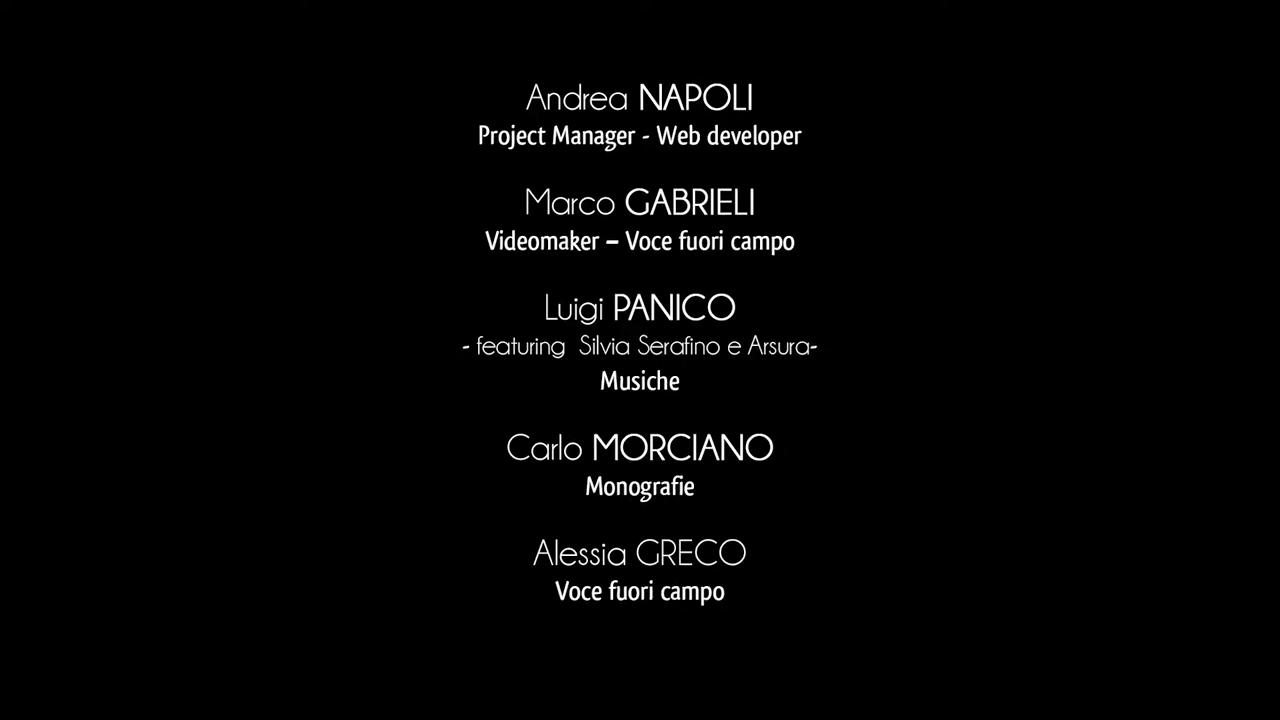 Andrea NAPOLI
Project Manager - Web developer
Marco GABRIELI
Videomaker – Voce fuori campo
Luigi PANICO
- featuring  Silvia Serafino e Arsura-
Musiche
Carlo MORCIANO
Monografie
Alessia GRECO
Voce fuori campo